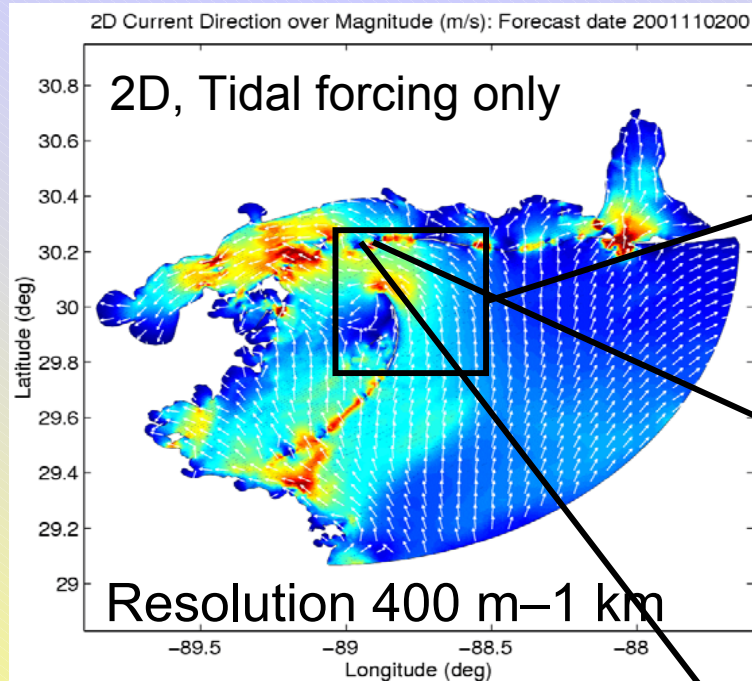 2D Current Direction over Magnitude (m/s): Forecast date 2001110200
2D, Tidal forcing only
30.8
30.6
30.4
30.2
30
29.8
29.6
29.4
29.2
29
Latitude (deg)
Resolution 400 m–1 km
−89.5 −89 −88.5 −88
Longitude (deg)